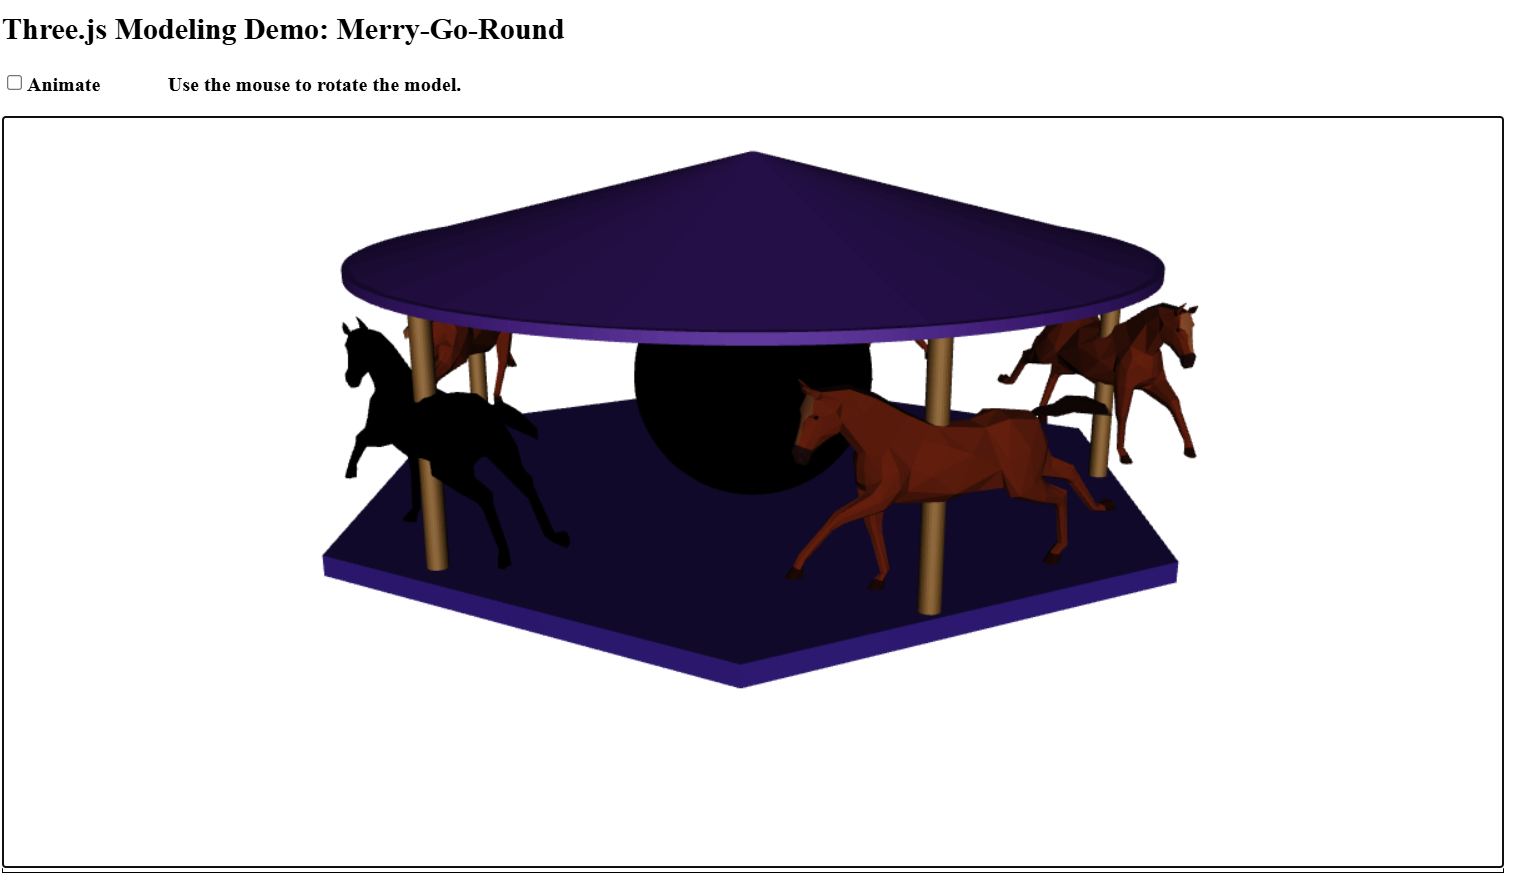 Three.js Modeling Demo: Merry-Go-Round
Animate Use the mouse to rotate the model.